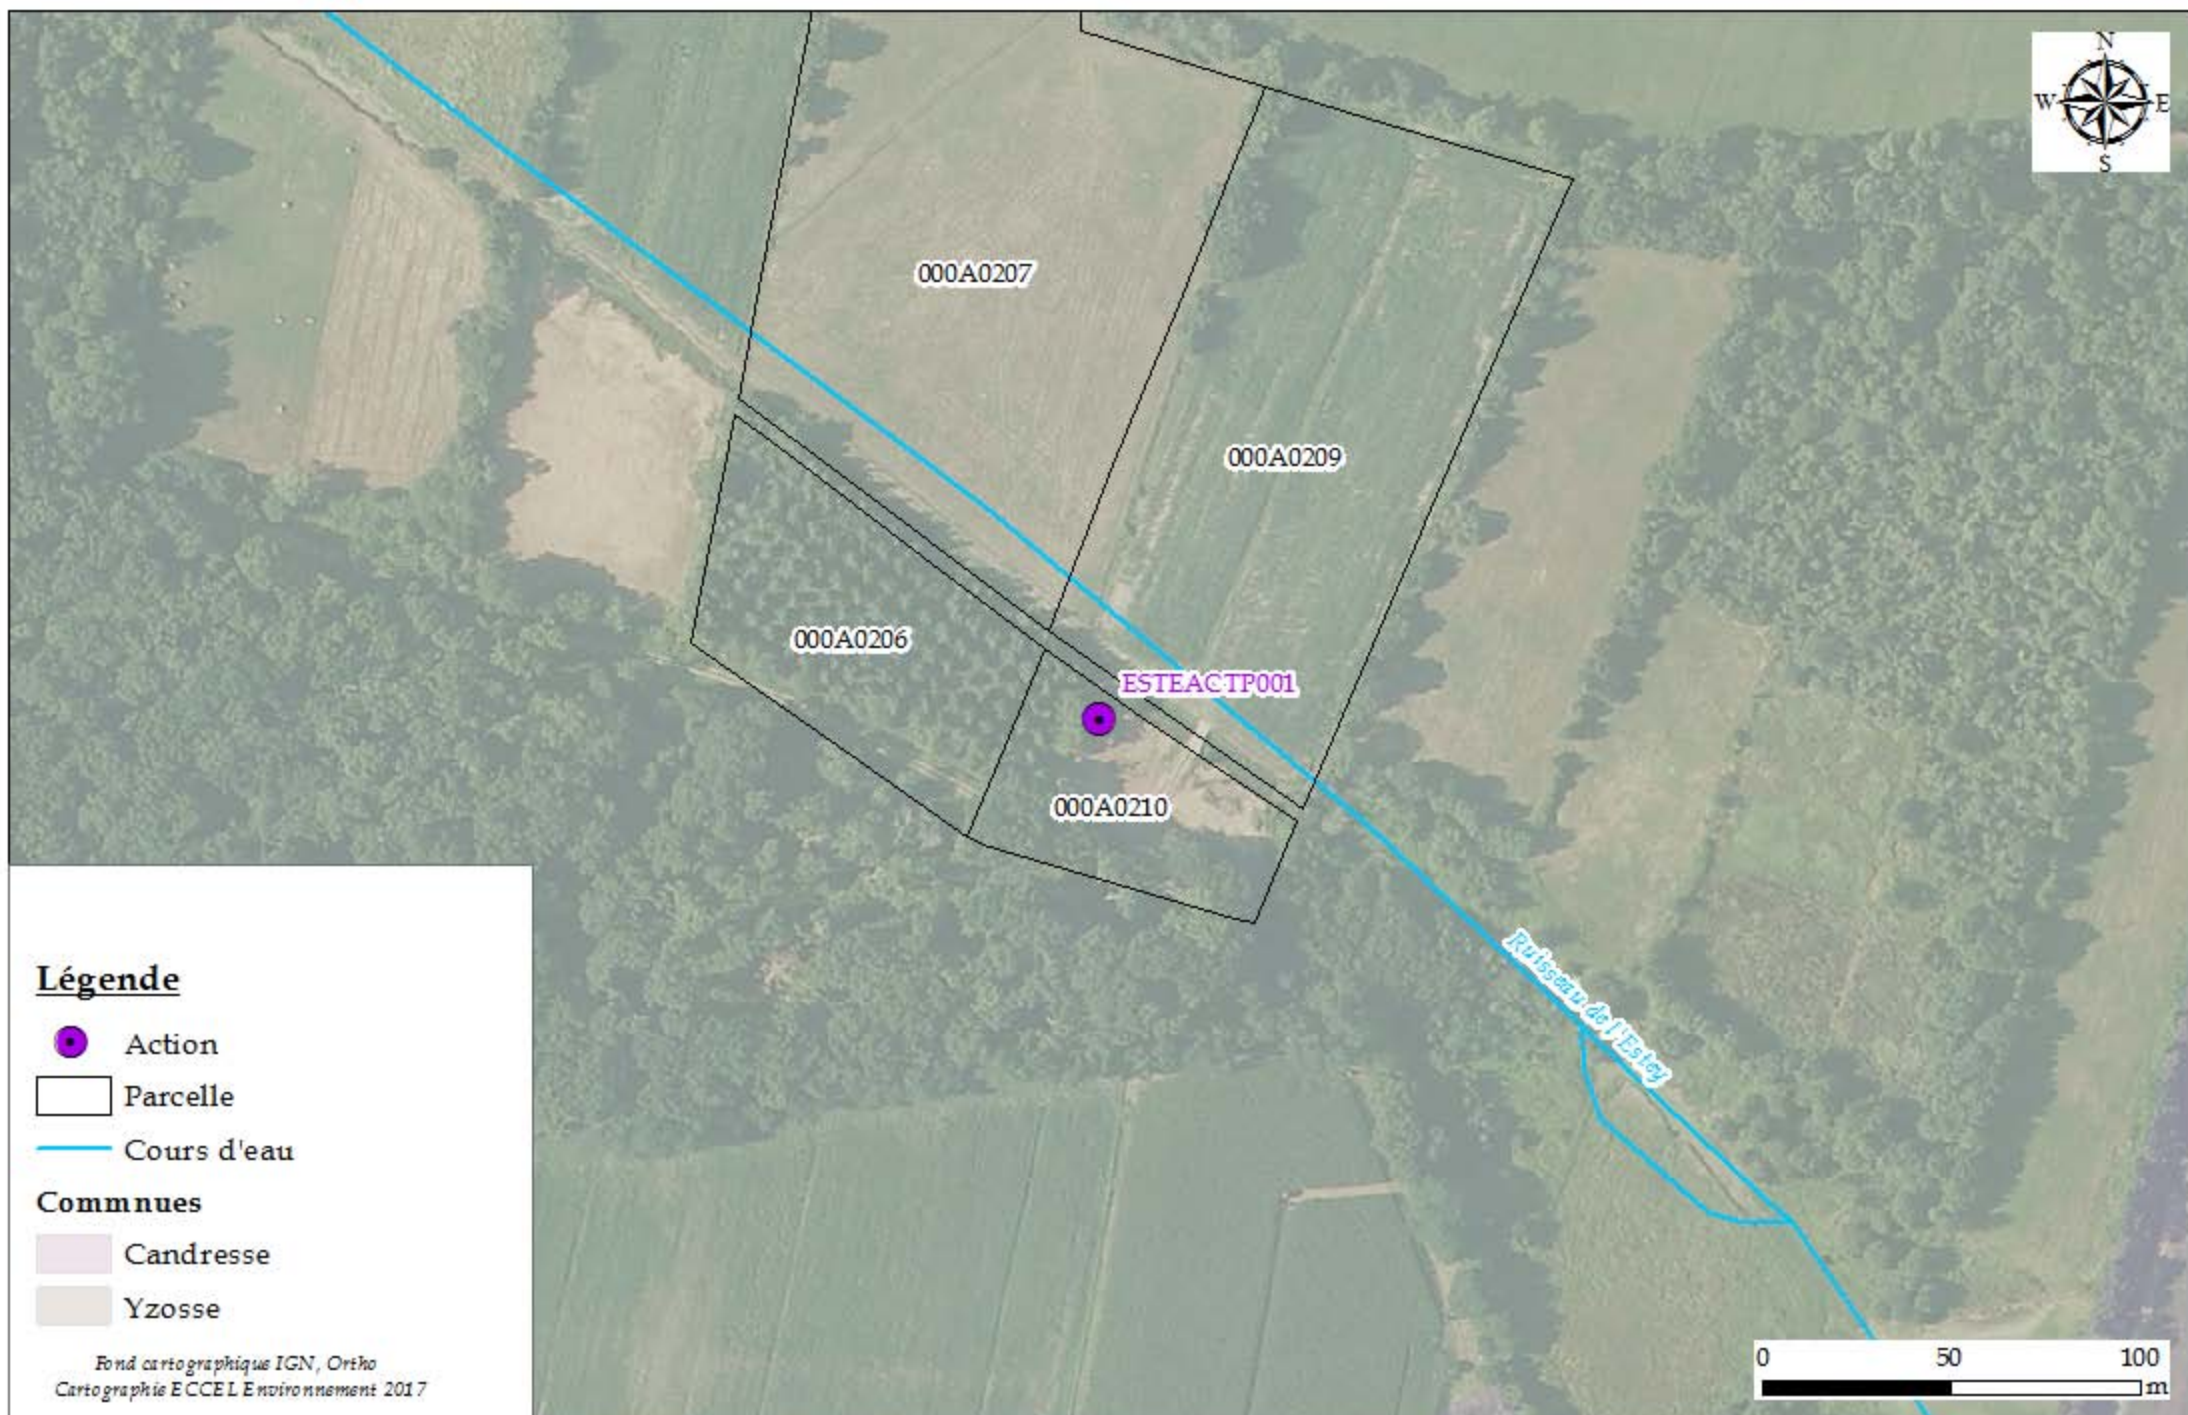 N
W E
S
000A0207
000A0209
000A0206
ESTEACTP001
000A0210
Ruisseau de l'Estey
Légende
Action
Parcelle
Cours d'eau
Commnues
Candresse
Yzosse
Fond cartographique IGN, Ortho
Cartographie ECCEL Environnement 2017
0 50 100
m